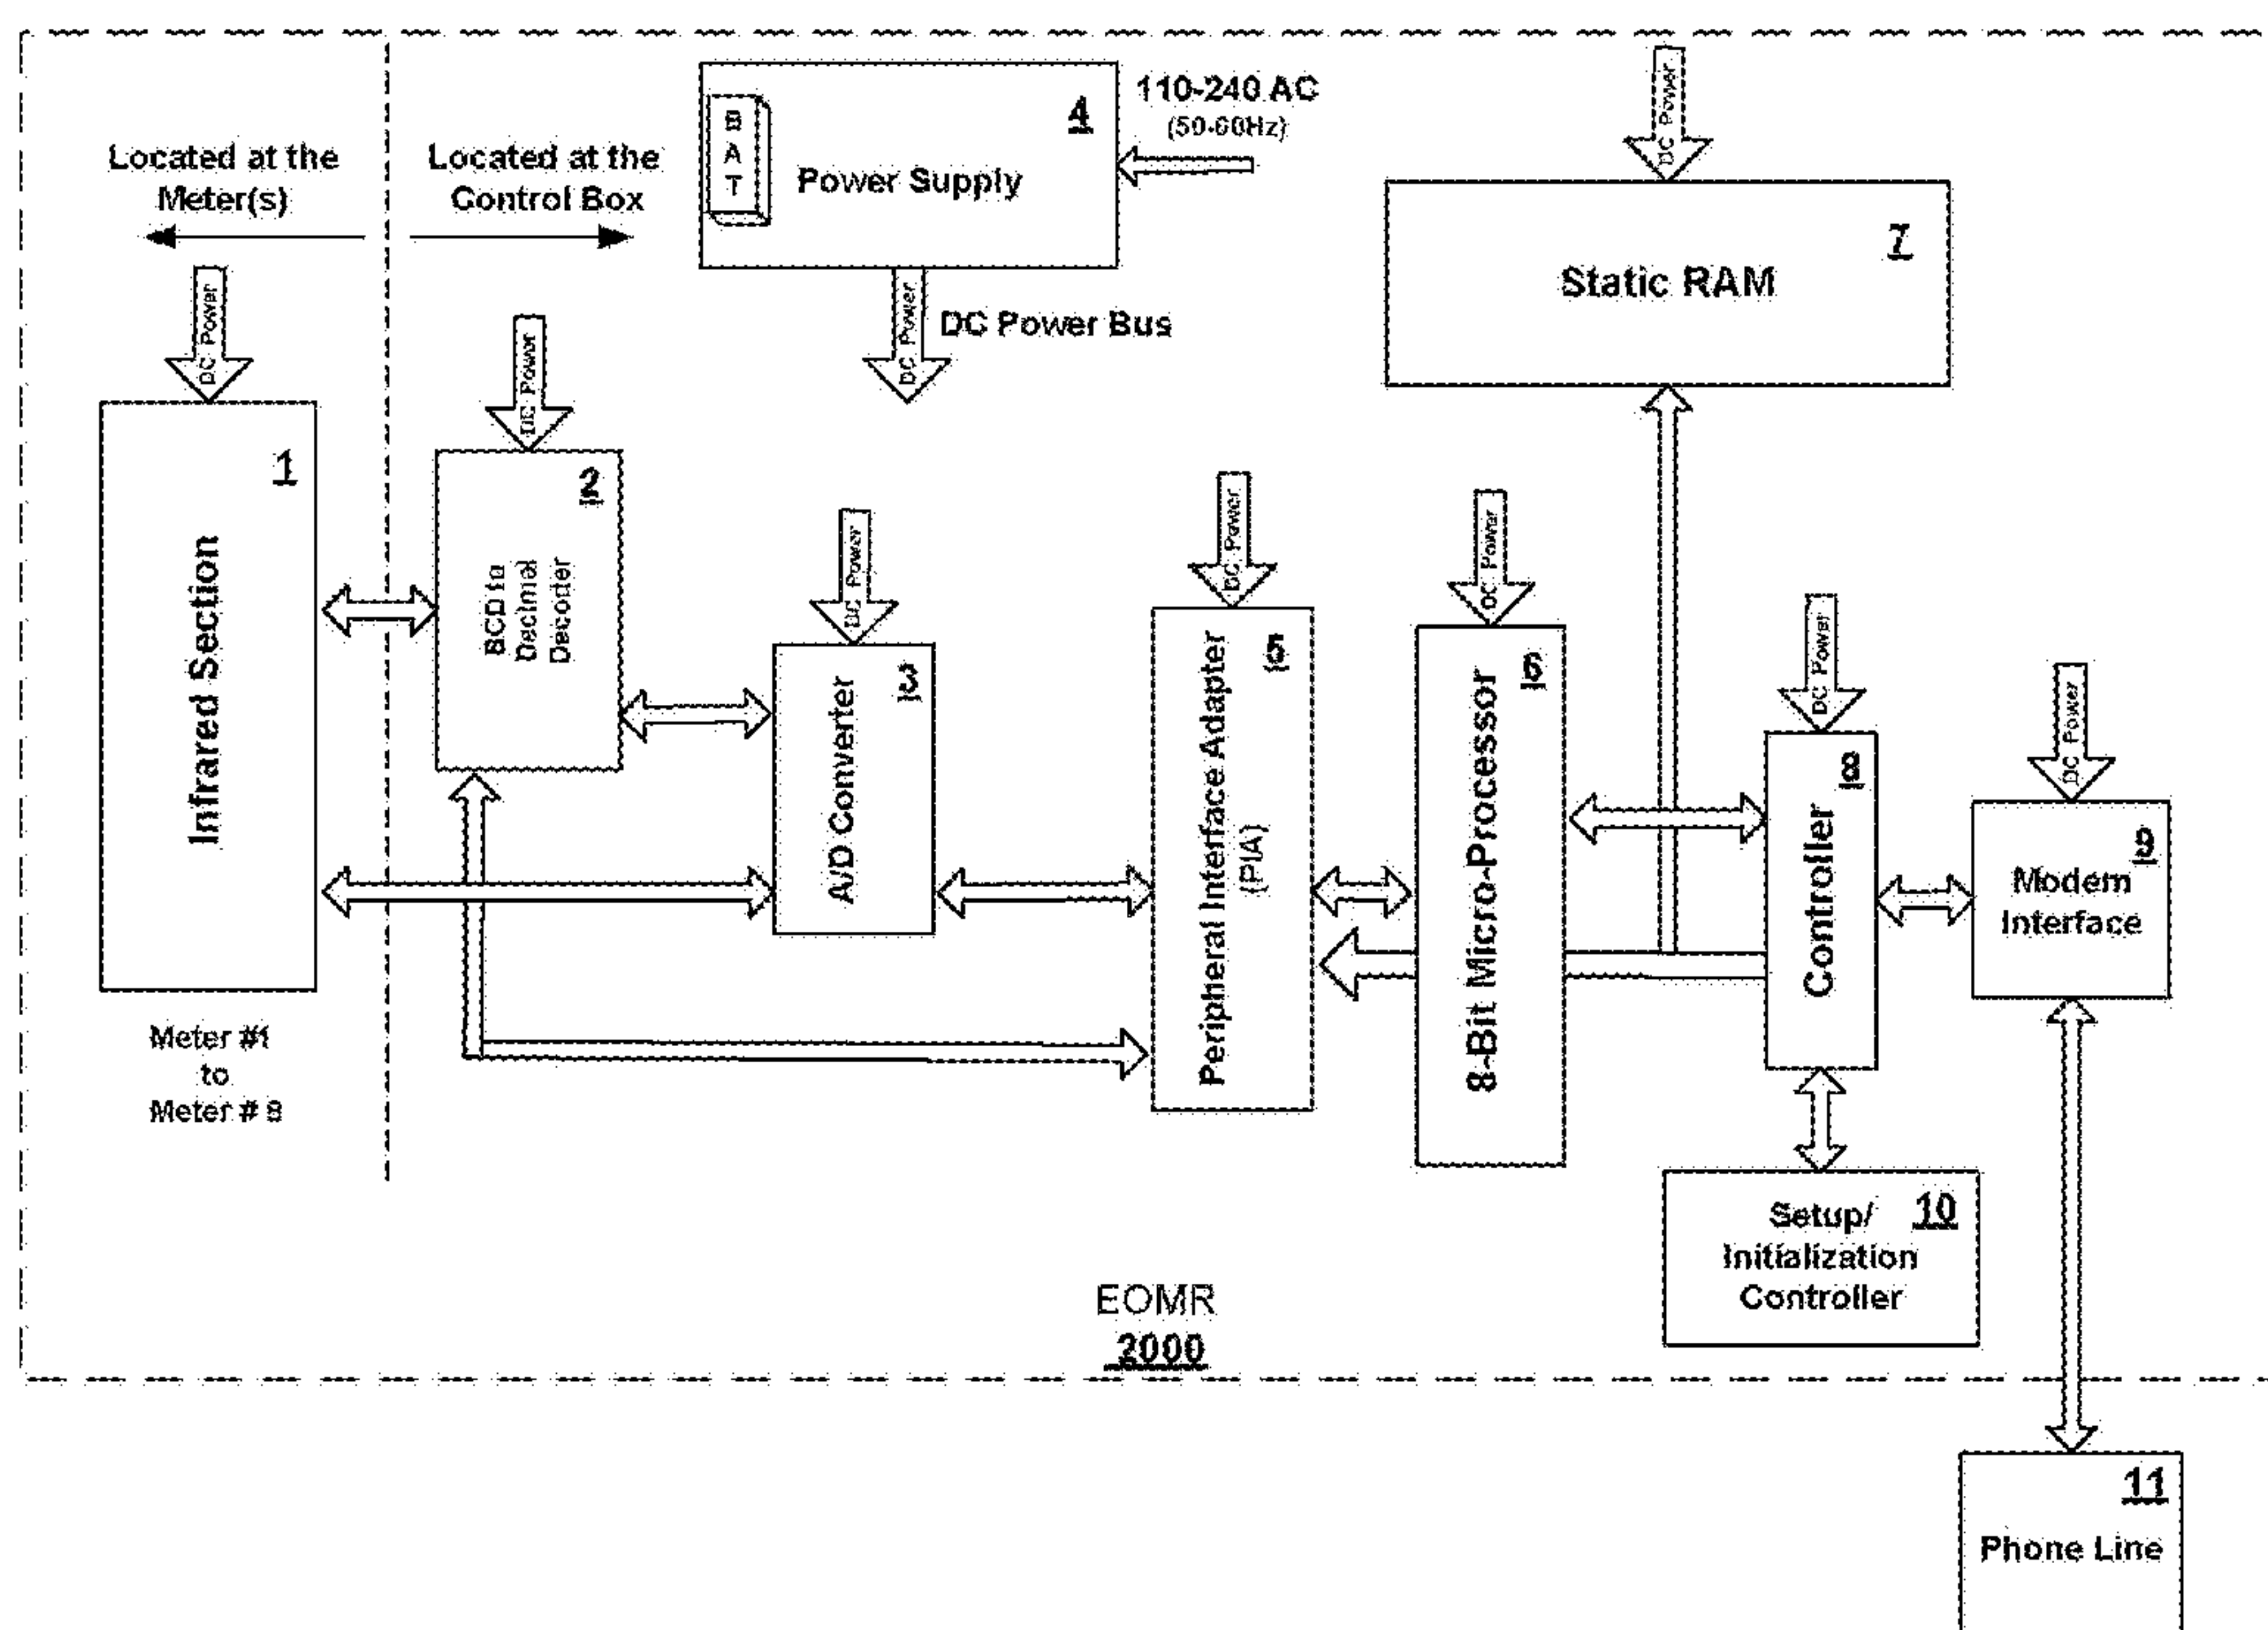 110-240 AC
(50-60Hz)
4
B
A
T
Power Supply
DC Power
DC Power Bus
Located at the
Meter(s)
Located at the
Control Box
DC Power
7
Static RAM
DC Power
1
Infrared Section
Meter #1
to
Meter # 8
DC Power
2
BCD to
Decimal
Decoder
DC Power
3
A/D Converter
DC Power
5
Peripheral Interface Adapter
(PIA)
DC Power
6
8-Bit Micro-Processor
DC Power
8
Controller
DC Power
9
Modem
Interface
DC Power
10
Setup/
Initialization
Controller
EOMR
2000
11
Phone Line